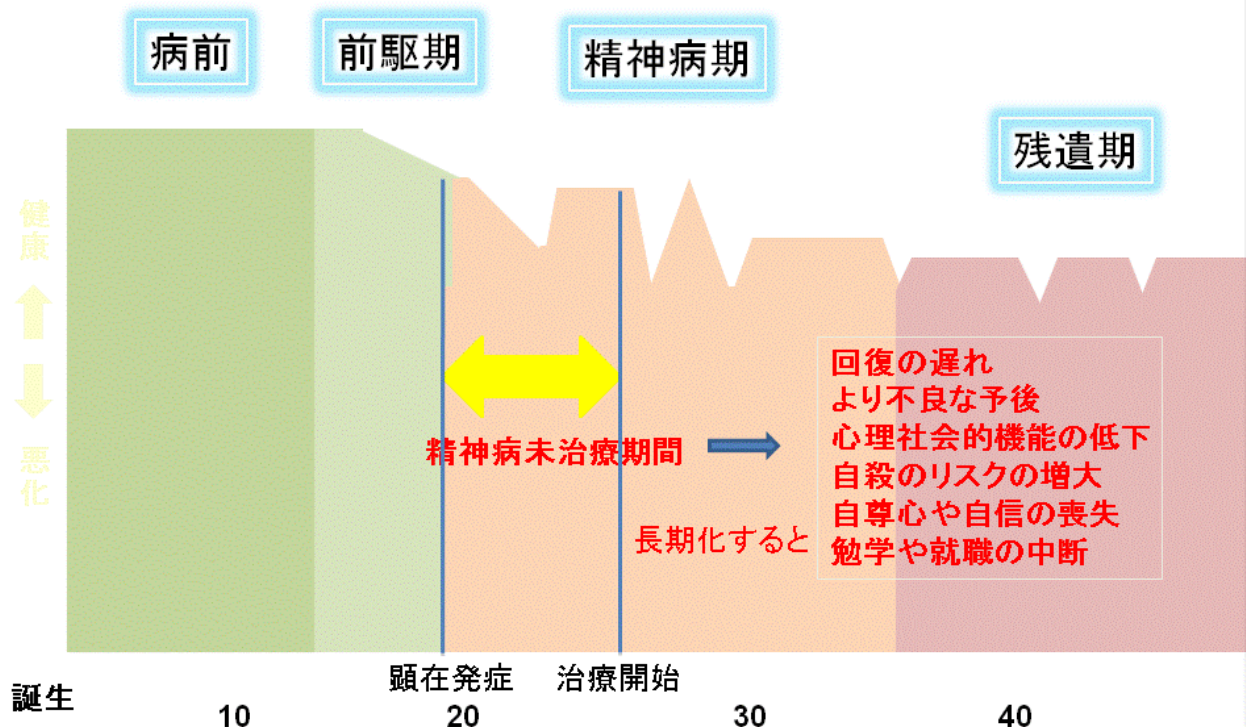 病前
前駆期
精神病期
残遺期
健康
悪化
精神病未治療期間
長期化すると
回復の遅れ
より不良な予後
心理社会的機能の低下
自殺のリスクの増大
自尊心や自信の喪失
勉学や就職の中断
顕在発症
治療開始
誕生
10
20
30
40